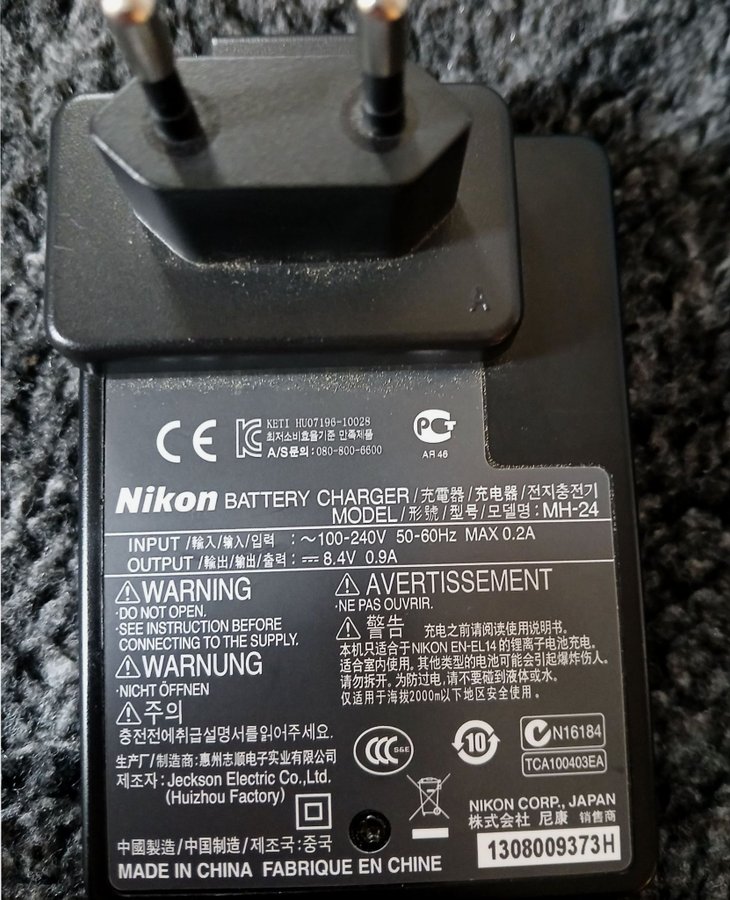 A
CE
KETI HU07196-10028
최저소비효율기준 만족제품
A/S문의:080-800-6600
АЯ 46
Nikon BATTERY CHARGER/充電器/充电器/전지충전기
MODEL/形號/型号/모델명: MH-24
INPUT/輸入/输入/입력 : ～100-240V 50-60Hz MAX 0.2A
OUTPUT/輸出/输出/출력: ⎓ 8.4V 0.9A
⚠WARNING
·DO NOT OPEN.
·SEE INSTRUCTION BEFORE
CONNECTING TO THE SUPPLY.
⚠WARNUNG
·NICHT ÖFFNEN
⚠주의
충전전에취급설명서를읽어주세요.
⚠ AVERTISSEMENT
·NE PAS OUVRIR.
⚠警告 充电之前请阅读使用说明书。
本机只适合于NIKON EN-EL14的锂离子电池充电。
适合室内使用。其他类型的电池可能会引起爆炸伤人。
请勿拆开。为防过电,请不要碰到液体或水。
仅适用于海拔2000m以下地区安全使用。
生产厂/制造商:惠州志顺电子实业有限公司
제조자: Jeckson Electric Co.,Ltd.
(Huizhou Factory)
CCC S&E
10
N16184
TCA100403EA
NIKON CORP., JAPAN
株式会社 尼康 销售商
1308009373H
中國製造/中国制造/제조국:중국
MADE IN CHINA FABRIQUE EN CHINE